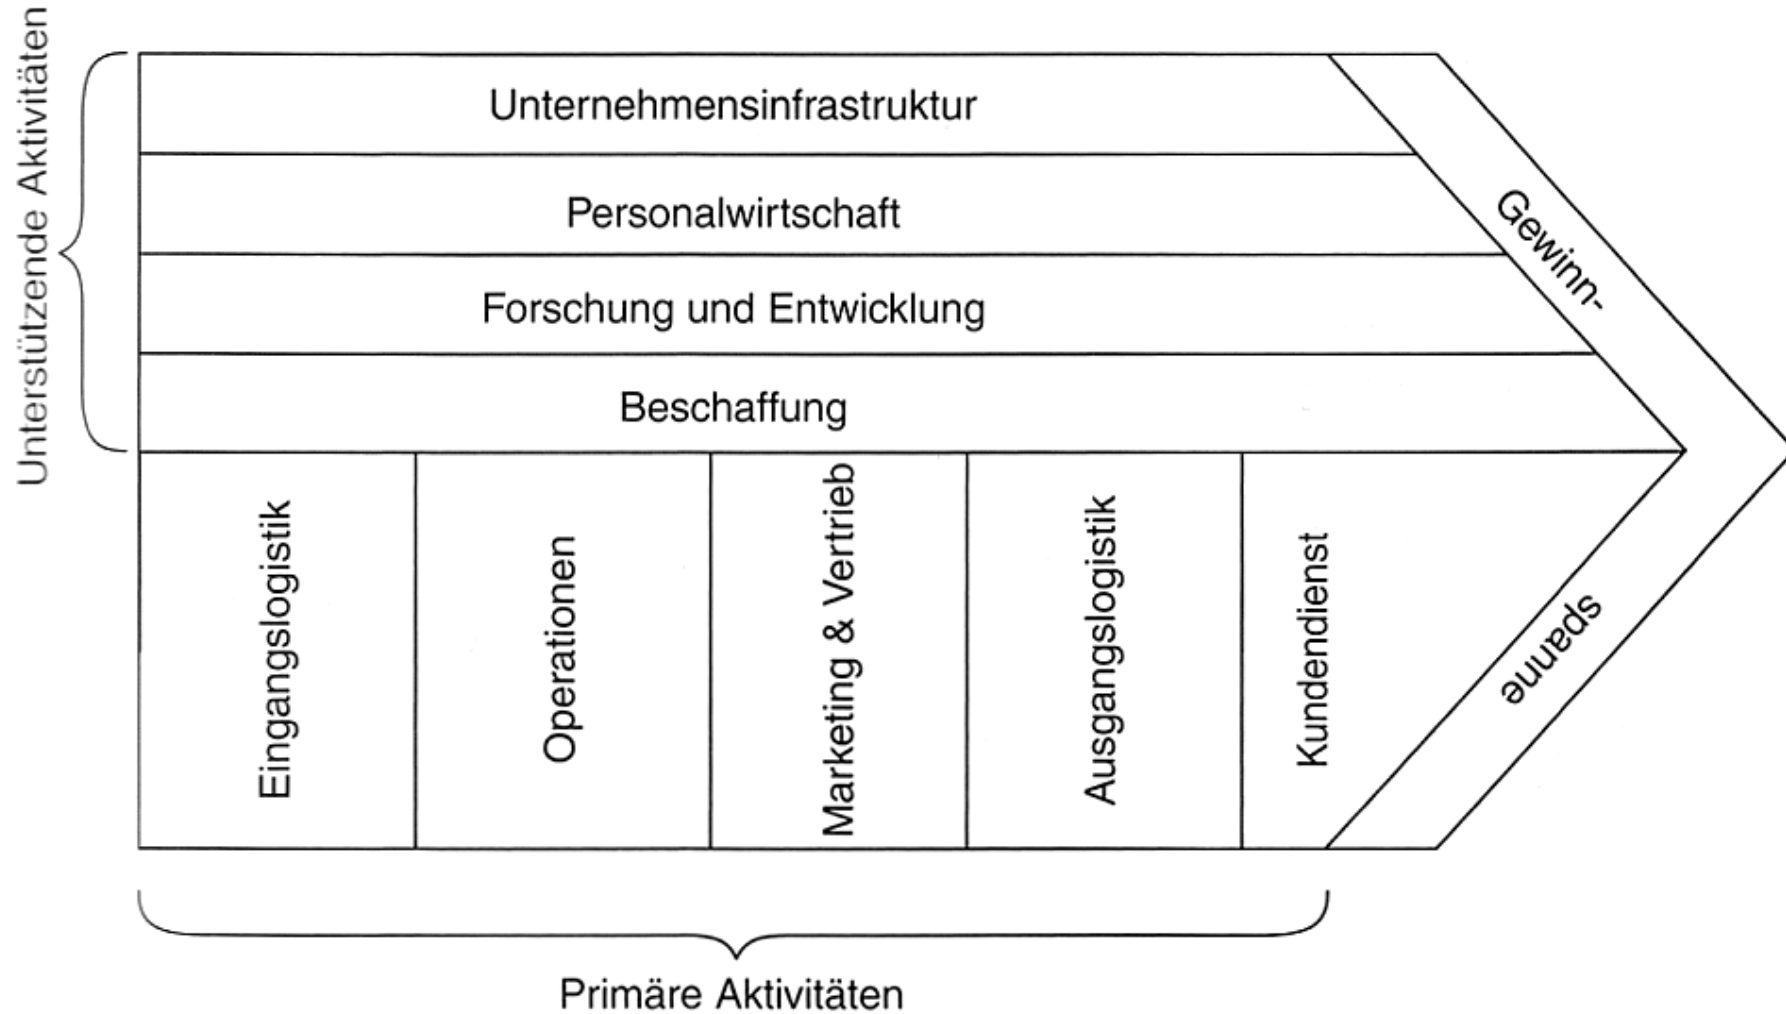 Unterstützende Aktivitäten
Unternehmensinfrastruktur
Personalwirtschaft
Forschung und Entwicklung
Beschaffung
Gewinn-
spanne
Eingangslogistik
Operationen
Marketing & Vertrieb
Ausgangslogistik
Kundendienst
Primäre Aktivitäten